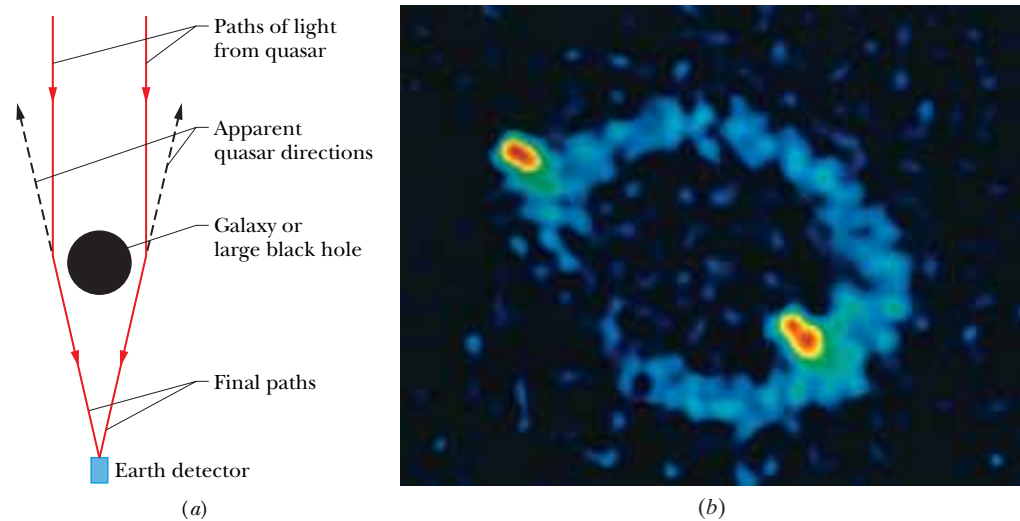 Paths of light
from quasar
Apparent
quasar directions
Galaxy or
large black hole
Final paths
Earth detector
(a)
(b)